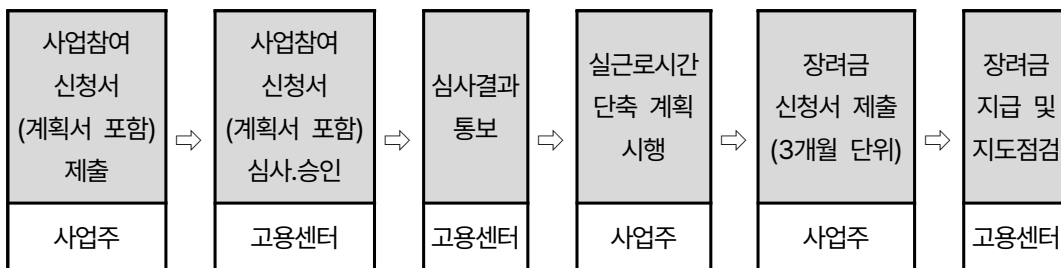 사업참여
신청서
(계획서 포함)
제출
⇨
사업참여
신청서
(계획서 포함)
심사.승인
⇨
심사결과
통보
⇨
실근로시간
단축 계획
시행
⇨
장려금
신청서 제출
(3개월 단위)
⇨
장려금
지급 및
지도점검
사업주
고용센터
고용센터
사업주
사업주
고용센터